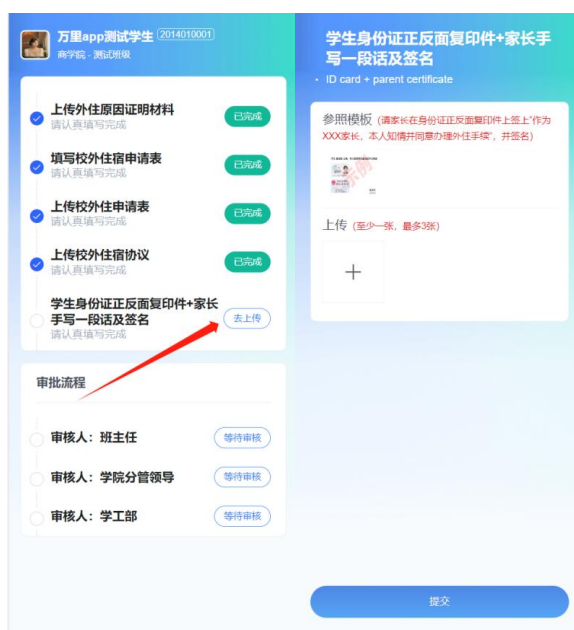 万里app测试学生 2014010001
商学院 - 测试班级
上传外住原因证明材料
请认真填写完成
已完成
填写校外住宿申请表
请认真填写完成
已完成
上传校外住申请表
请认真填写完成
已完成
上传校外住宿协议
请认真填写完成
已完成
学生身份证正反面复印件+家长
手写一段话及签名
请认真填写完成
去上传
审批流程
审核人：班主任
等待审核
审核人：学院分管领导
等待审核
审核人：学工部
等待审核
学生身份证正反面复印件+家长手
写一段话及签名
· ID card + parent certificate
参照模板 (请家长在身份证正反面复印件上签上"作为
XXX家长，本人知情并同意办理外住手续"，并签名)
示例
上传 (至少一张，最多3张)
提交